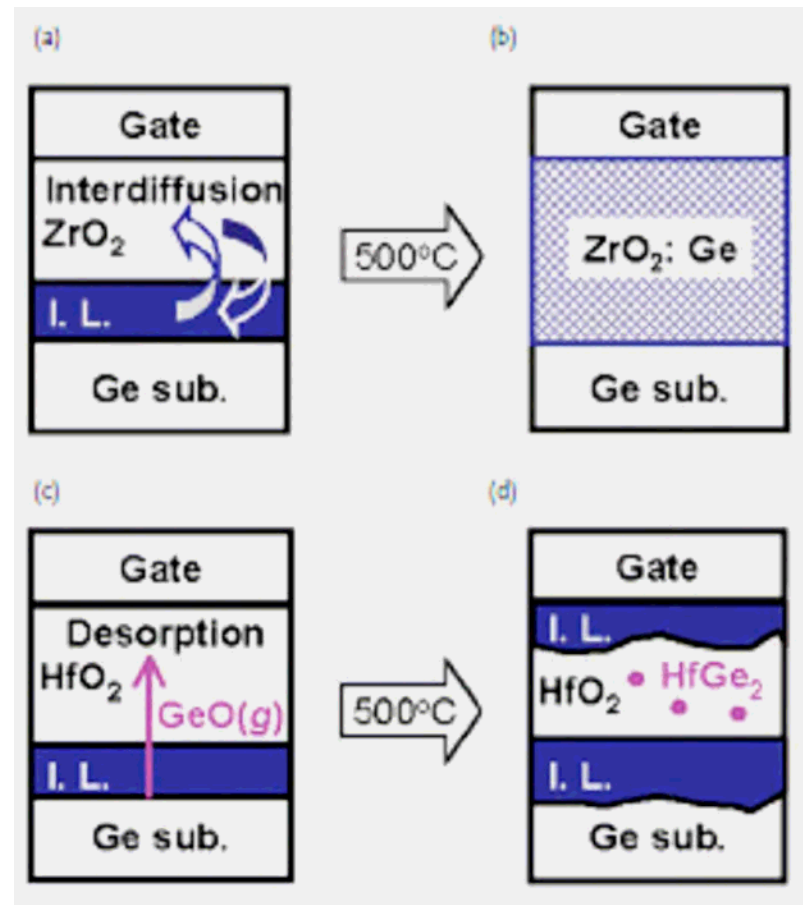 (a)
(b)
Gate
Interdiffusion
ZrO₂
I. L.
Ge sub.
500°C
Gate
ZrO₂: Ge
Ge sub.
(c)
(d)
Gate
Desorption
HfO₂
GeO(g)
I. L.
Ge sub.
500°C
Gate
I. L.
HfO₂
HfGe₂
I. L.
Ge sub.